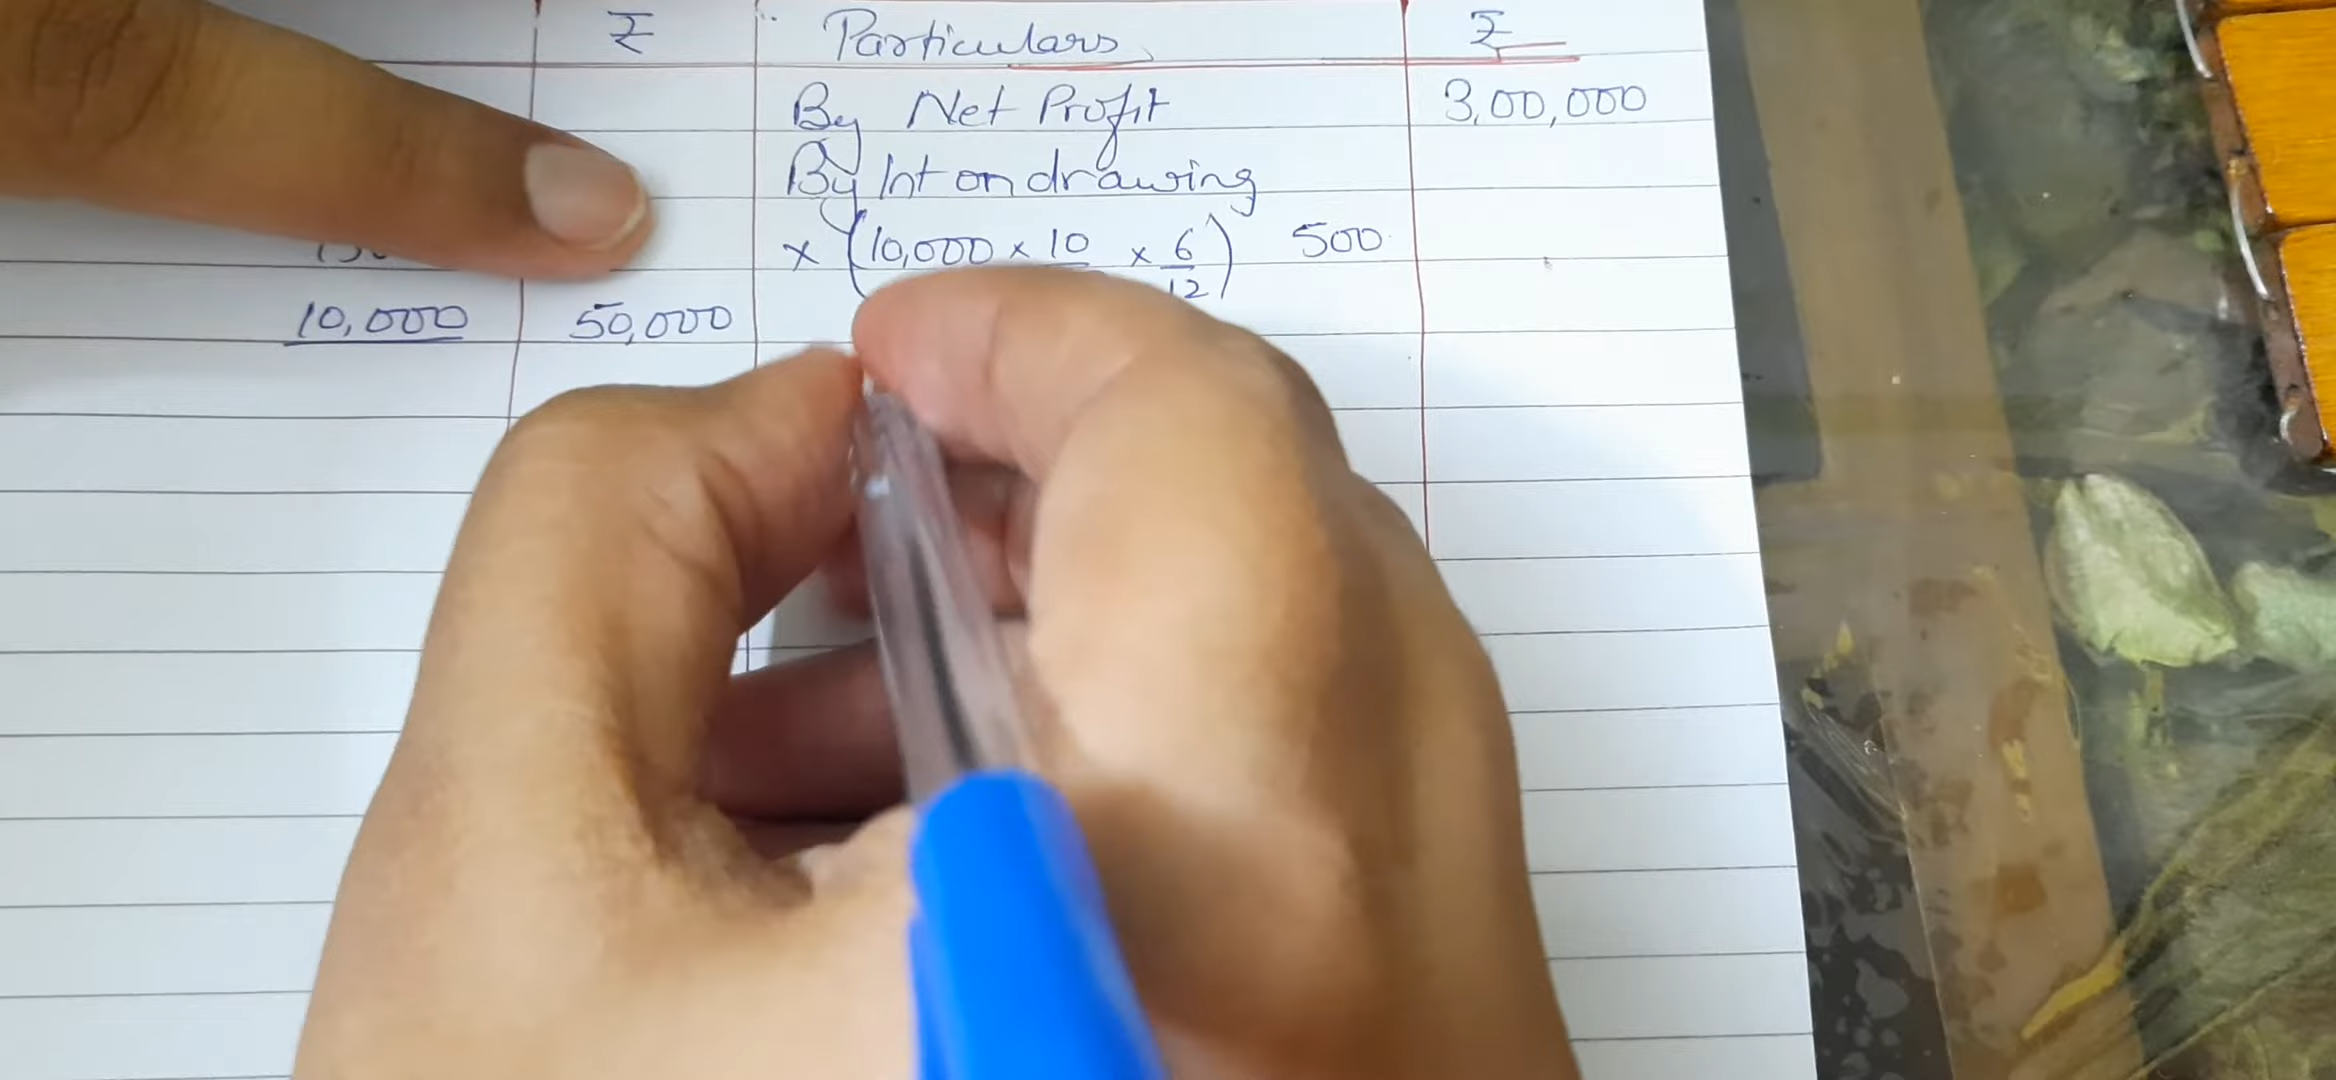 ₹ Particulars ₹
By Net Profit 3,00,000
By Int on drawing
x (10,000 x 10 x 6 ) 500
12
10,000 50,000